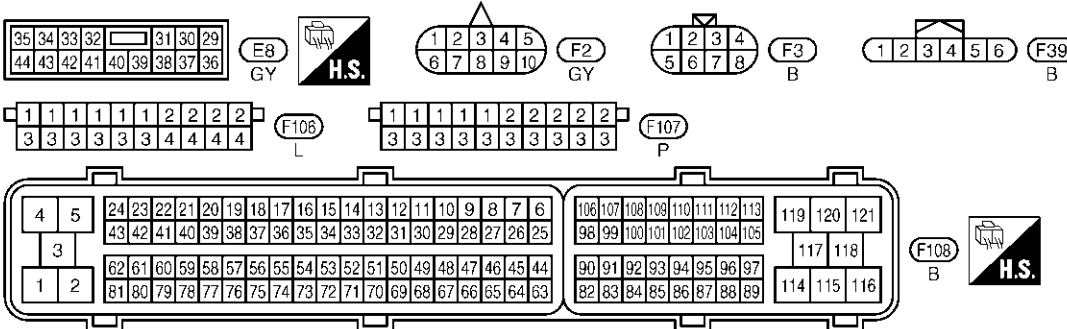 35 34 33 32 31 30 29
44 43 42 41 40 39 38 37 36
E8
GY
H.S.
1 2 3 4 5
6 7 8 9 10
F2
GY
1 2 3 4
5 6 7 8
F3
B
1 2 3 4 5 6
F39
B
1 1 1 1 1 1 2 2 2 2
3 3 3 3 3 3 4 4 4 4
F106
L
1 1 1 1 1 2 2 2 2 2
3 3 3 3 3 3 3 3 3 3
F107
P
4 5
3
1 2
24 23 22 21 20 19 18 17 16 15 14 13 12 11 10 9 8 7 6
43 42 41 40 39 38 37 36 35 34 33 32 31 30 29 28 27 26 25
62 61 60 59 58 57 56 55 54 53 52 51 50 49 48 47 46 45 44
81 80 79 78 77 76 75 74 73 72 71 70 69 68 67 66 65 64 63
106 107 108 109 110 111 112 113
98 99 100 101 102 103 104 105
90 91 92 93 94 95 96 97
82 83 84 85 86 87 88 89
119 120 121
117 118
114 115 116
F108
B
H.S.